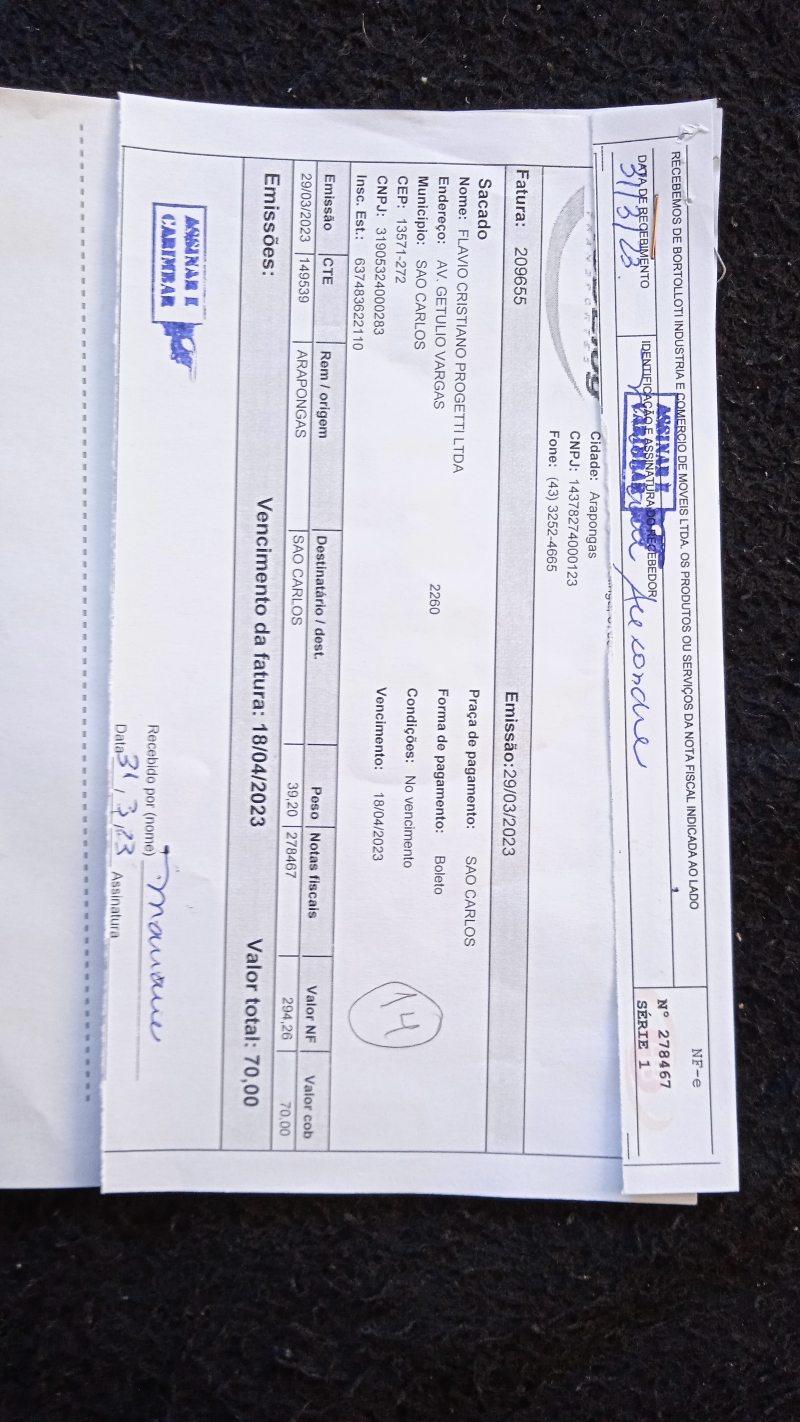 RECEBEMOS DE BORTOLLOTI INDUSTRIA E COMERCIO DE MOVEIS LTDA. OS PRODUTOS OU SERVIÇOS DA NOTA FISCAL INDICADA AO LADO
NF-e
DATA DE RECEBIMENTO
IDENTIFICAÇÃO E ASSINATURA DO RECEBEDOR
ASSINAR E
CARIMBAR
31/3/23
Nº 278467
SÉRIE 1
TRANSPORTES
Cidade: Arapongas
CNPJ: 14378274000123
Fone: (43) 3252-4665
Fatura: 209655
Emissão:29/03/2023
Sacado
Nome: FLAVIO CRISTIANO PROGETTI LTDA
Praça de pagamento: SAO CARLOS
Endereço: AV. GETULIO VARGAS 2260
Forma de pagamento: Boleto
Município: SAO CARLOS
Condições: No vencimento
CEP: 13571-272
CNPJ: 31905324000283
Vencimento: 18/04/2023
Insc. Est.: 637483622110
14
Emissão CTE Rem / origem Destinatário / dest. Peso Notas fiscais Valor NF Valor cob
29/03/2023 149539 ARAPONGAS SAO CARLOS 39,20 278467 294,26 70,00
Emissões: Vencimento da fatura: 18/04/2023 Valor total: 70,00
ASSINAR E
CARIMBAR
Recebido por (nome) Mariane
Data 31/3/23 Assinatura